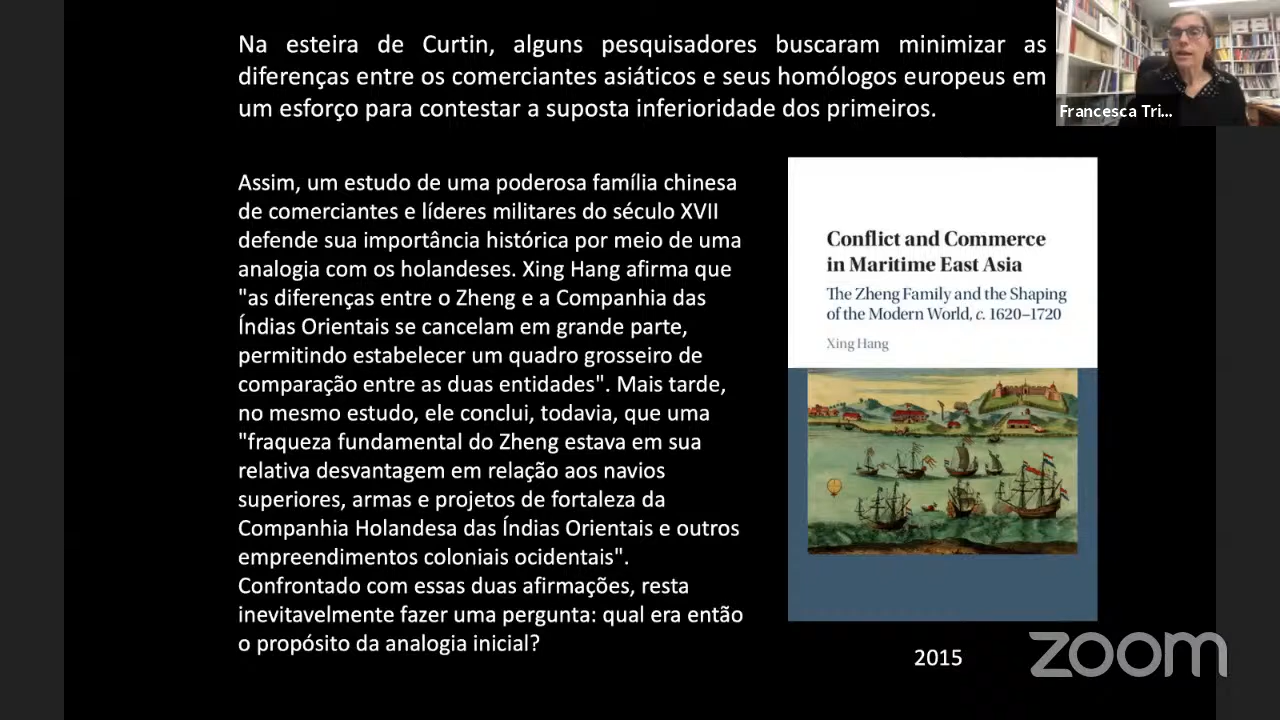 Na esteira de Curtin, alguns pesquisadores buscaram minimizar as
diferenças entre os comerciantes asiáticos e seus homólogos europeus em
um esforço para contestar a suposta inferioridade dos primeiros.
Francesca Tri...
Assim, um estudo de uma poderosa família chinesa
de comerciantes e líderes militares do século XVII
defende sua importância histórica por meio de uma
analogia com os holandeses. Xing Hang afirma que
"as diferenças entre o Zheng e a Companhia das
Índias Orientais se cancelam em grande parte,
permitindo estabelecer um quadro grosseiro de
comparação entre as duas entidades". Mais tarde,
no mesmo estudo, ele conclui, todavia, que uma
"fraqueza fundamental do Zheng estava em sua
relativa desvantagem em relação aos navios
superiores, armas e projetos de fortaleza da
Companhia Holandesa das Índias Orientais e outros
empreendimentos coloniais ocidentais".
Confrontado com essas duas afirmações, resta
inevitavelmente fazer uma pergunta: qual era então
o propósito da analogia inicial?
Conflict and Commerce
in Maritime East Asia
The Zheng Family and the Shaping
of the Modern World, c. 1620–1720
Xing Hang
2015
zoom